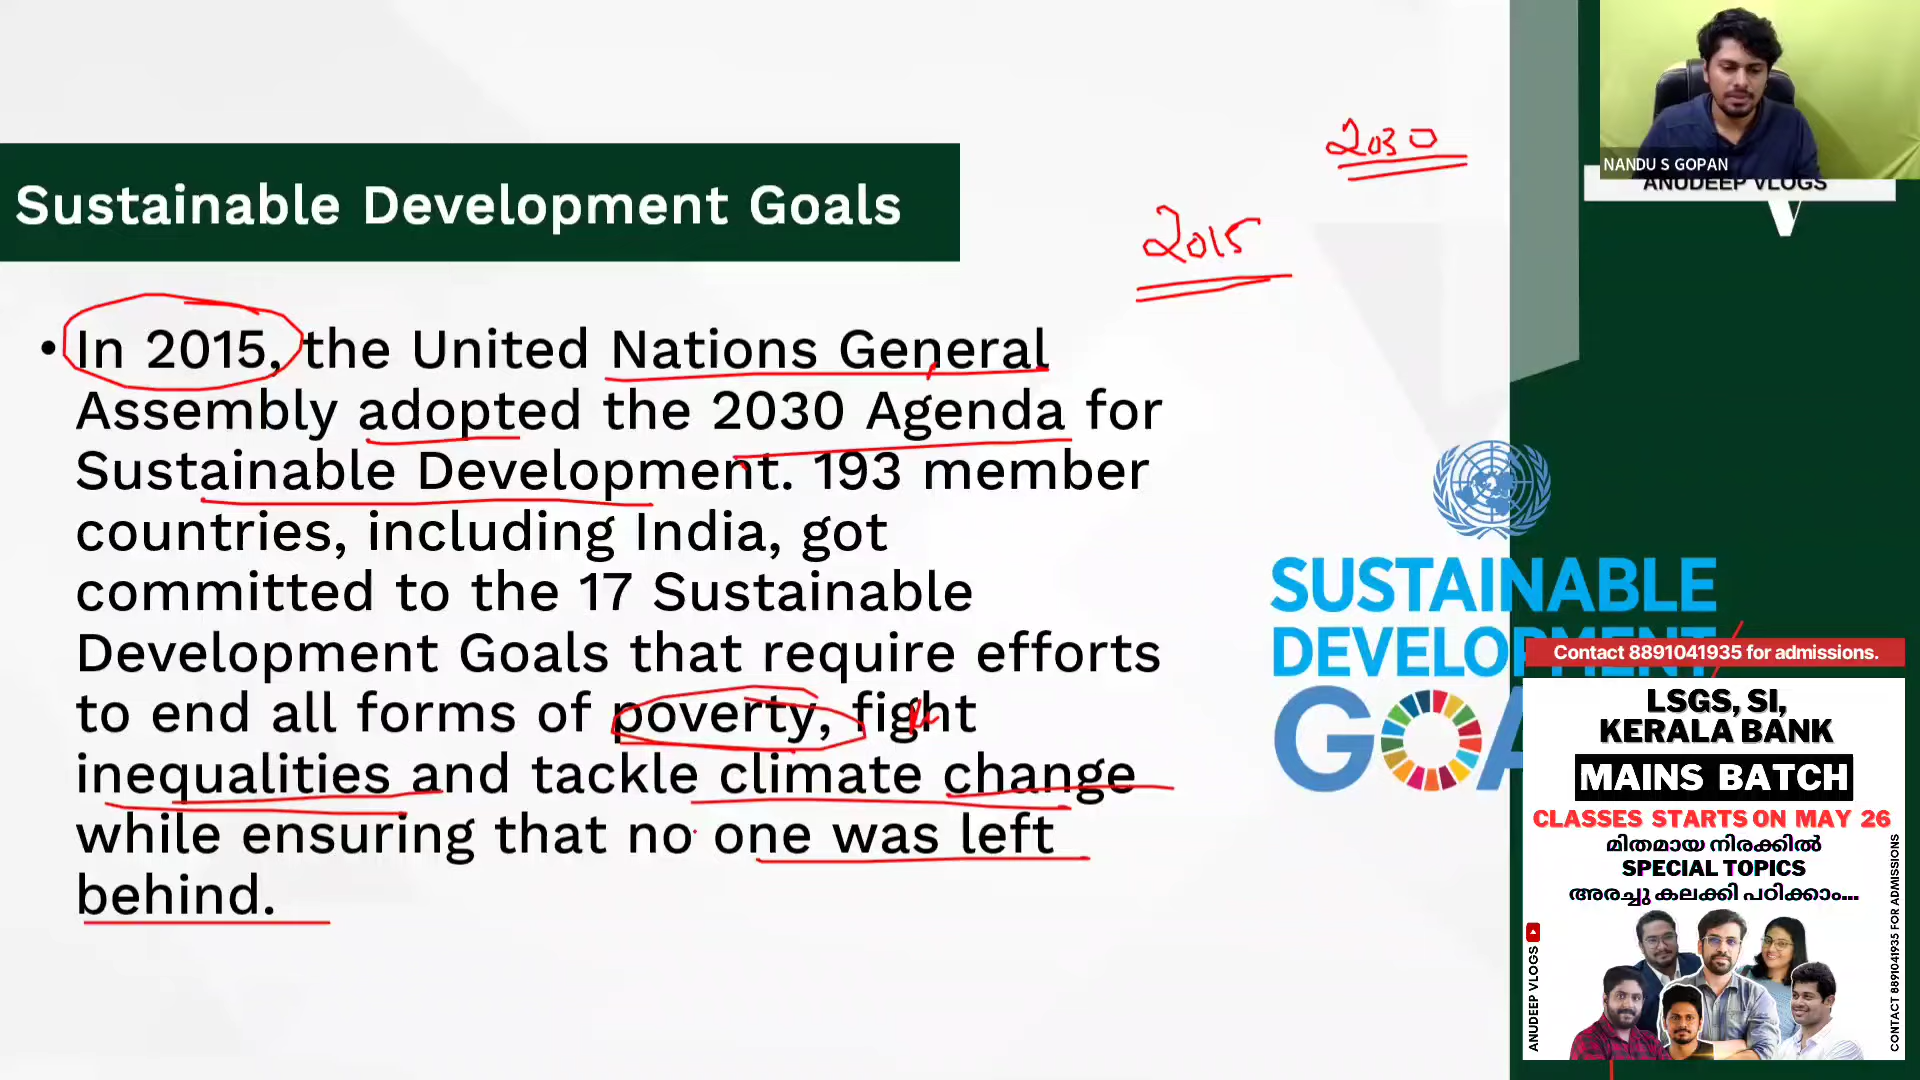 2030
NANDU S GOPAN
ANUDEEP VLOGS
Sustainable Development Goals
2015
• In 2015, the United Nations General
Assembly adopted the 2030 Agenda for
Sustainable Development. 193 member
countries, including India, got
committed to the 17 Sustainable
Development Goals that require efforts
to end all forms of poverty, fight
inequalities and tackle climate change
while ensuring that no one was left
behind.
SUSTAINABLE
DEVELOPMENT
GOA
Contact 8891041935 for admissions.
LSGS, SI,
KERALA BANK
MAINS BATCH
CLASSES STARTS ON MAY 26
മിതമായ നിരക്കിൽ
SPECIAL TOPICS
അരച്ചു കലക്കി പഠിക്കാം...
ANUDEEP VLOGS
CONTACT 8891041935 FOR ADMISSIONS